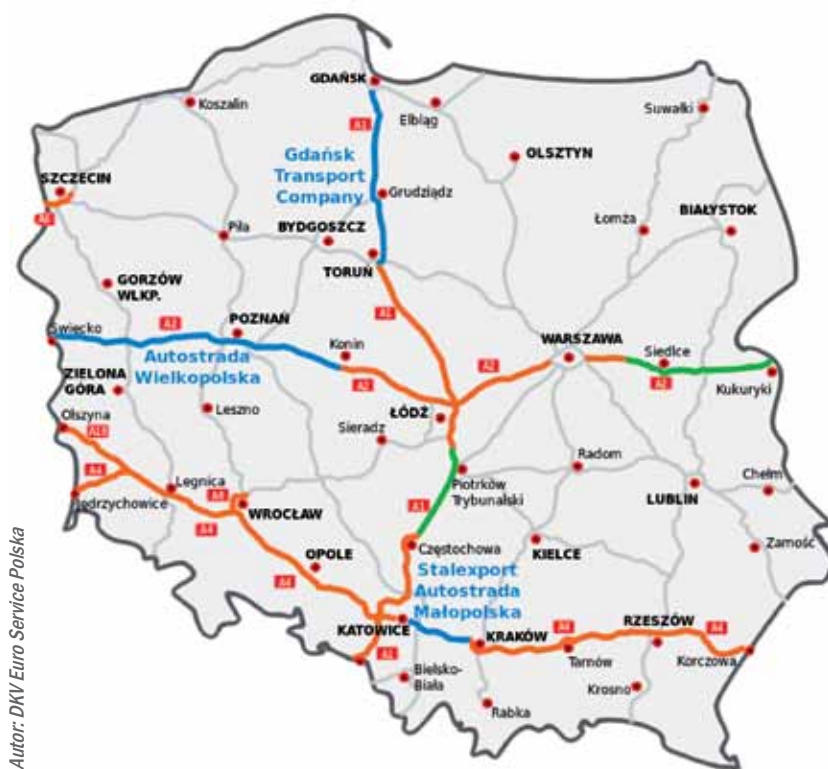 GDAŃSK
Koszalin
Elbląg
Suwałki
A1
OLSZTYN
Gdańsk
Transport
Company
SZCZECIN
Grudziądz
A6
Łomża
BIAŁYSTOK
Piła
BYDGOSZCZ
TORUŃ
GORZÓW
WLKP.
A1
Świecko
A2
POZNAŃ
Konin
WARSZAWA
Siedlce
A2
A2
A2
Kukuryki
Autostrada
Wielkopolska
ZIELONA
GÓRA
Leszno
ŁÓDŹ
Sieradz
Olszyna
A18
Radom
A4
Legnica
Piotrków
Trybunalski
Chełm
LUBLIN
Jędrzychowice
A8
WROCŁAW
A1
A4
Zamość
Częstochowa
KIELCE
OPOLE
A4
Stalexport
Autostrada
Małopolska
KATOWICE
KRAKÓW
A4
RZESZÓW
A4
A1
Tarnów
Korczowa
Bielsko-
Biała
Krosno
Rabka
Autor: DKV Euro Service Polska